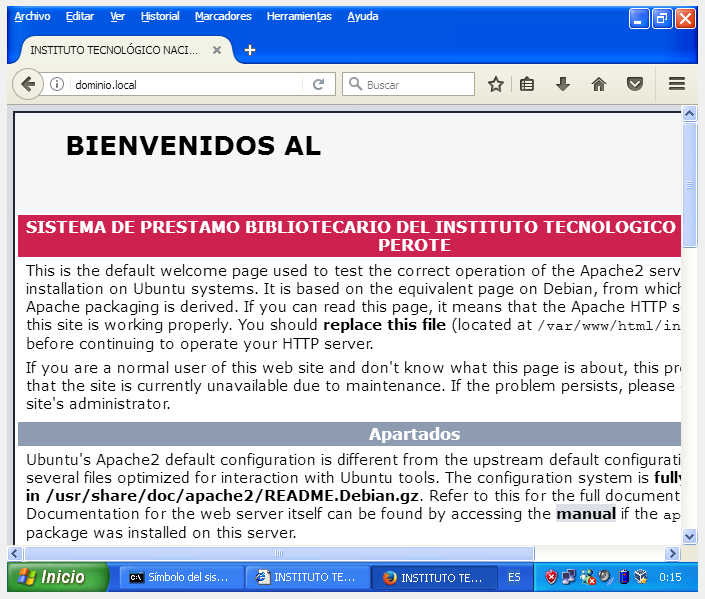 Archivo Editar Ver Historial Marcadores Herramientas Ayuda
INSTITUTO TECNOLÓGICO NACI...
dominio.local
Buscar
BIENVENIDOS AL
SISTEMA DE PRESTAMO BIBLIOTECARIO DEL INSTITUTO TECNOLOGICO
PEROTE
This is the default welcome page used to test the correct operation of the Apache2 serv
installation on Ubuntu systems. It is based on the equivalent page on Debian, from which
Apache packaging is derived. If you can read this page, it means that the Apache HTTP s
this site is working properly. You should replace this file (located at /var/www/html/in
before continuing to operate your HTTP server.
If you are a normal user of this web site and don't know what this page is about, this pro
that the site is currently unavailable due to maintenance. If the problem persists, please
site's administrator.
Apartados
Ubuntu's Apache2 default configuration is different from the upstream default configurati
several files optimized for interaction with Ubuntu tools. The configuration system is fully
in /usr/share/doc/apache2/README.Debian.gz. Refer to this for the full document
Documentation for the web server itself can be found by accessing the manual if the ap
package was installed on this server.
Inicio
Símbolo del sis...
INSTITUTO TE...
INSTITUTO TE...
ES
0:15